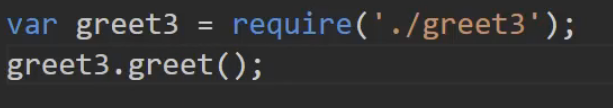 var greet3 = require('./greet3');
greet3.greet();